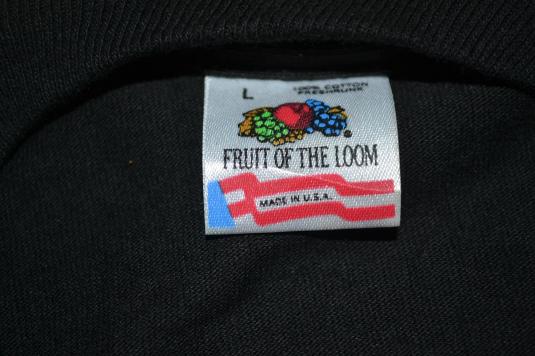 L
100% COTTON
PRESHRUNK
FRUIT OF THE LOOM
MADE IN U.S.A.